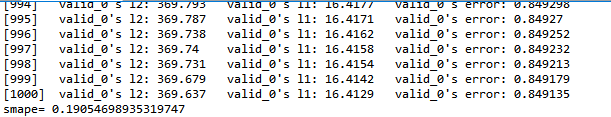 [994] valid_0's l2: 369.793 valid_0's l1: 16.4177 valid_0's error: 0.849298
[995] valid_0's l2: 369.787 valid_0's l1: 16.4171 valid_0's error: 0.84927
[996] valid_0's l2: 369.738 valid_0's l1: 16.4162 valid_0's error: 0.849252
[997] valid_0's l2: 369.74 valid_0's l1: 16.4158 valid_0's error: 0.849232
[998] valid_0's l2: 369.731 valid_0's l1: 16.4154 valid_0's error: 0.849213
[999] valid_0's l2: 369.679 valid_0's l1: 16.4142 valid_0's error: 0.849179
[1000] valid_0's l2: 369.637 valid_0's l1: 16.4129 valid_0's error: 0.849135
smape= 0.19054698935319747